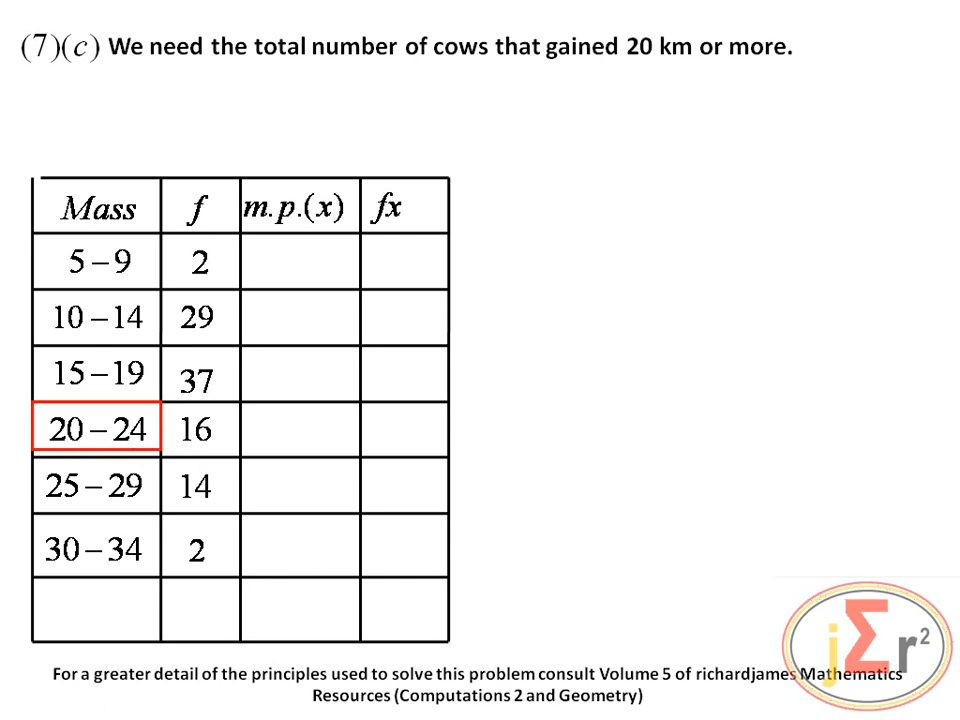 (7)(c) We need the total number of cows that gained 20 km or more.
Mass f m.p.(x) fx
5 – 9 2
10 – 14 29
15 – 19 37
20 – 24 16
25 – 29 14
30 – 34 2
jΣr²
For a greater detail of the principles used to solve this problem consult Volume 5 of richardjames Mathematics
Resources (Computations 2 and Geometry)